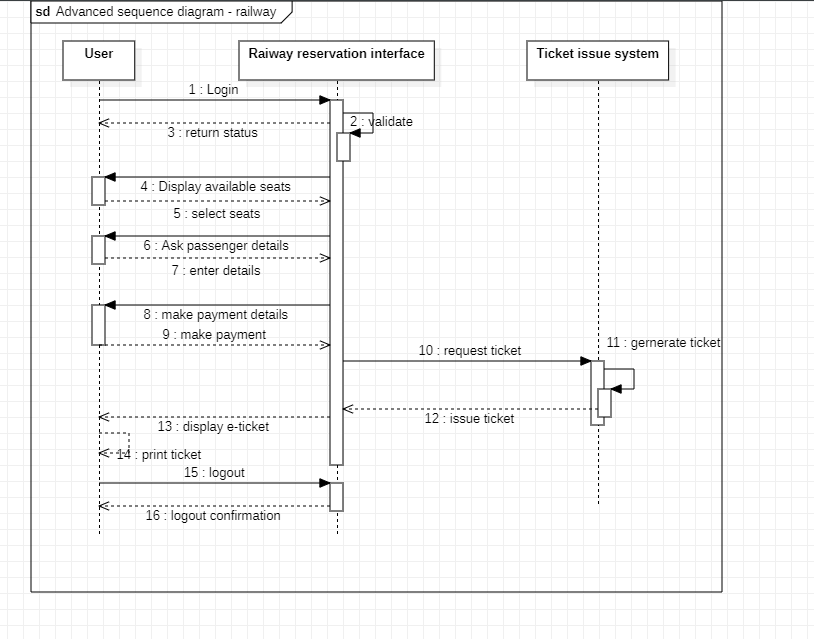 sd Advanced sequence diagram - railway
User
Raiway reservation interface
Ticket issue system
1 : Login
2 : validate
3 : return status
4 : Display available seats
5 : select seats
6 : Ask passenger details
7 : enter details
8 : make payment details
9 : make payment
10 : request ticket
11 : gernerate ticket
12 : issue ticket
13 : display e-ticket
14 : print ticket
15 : logout
16 : logout confirmation